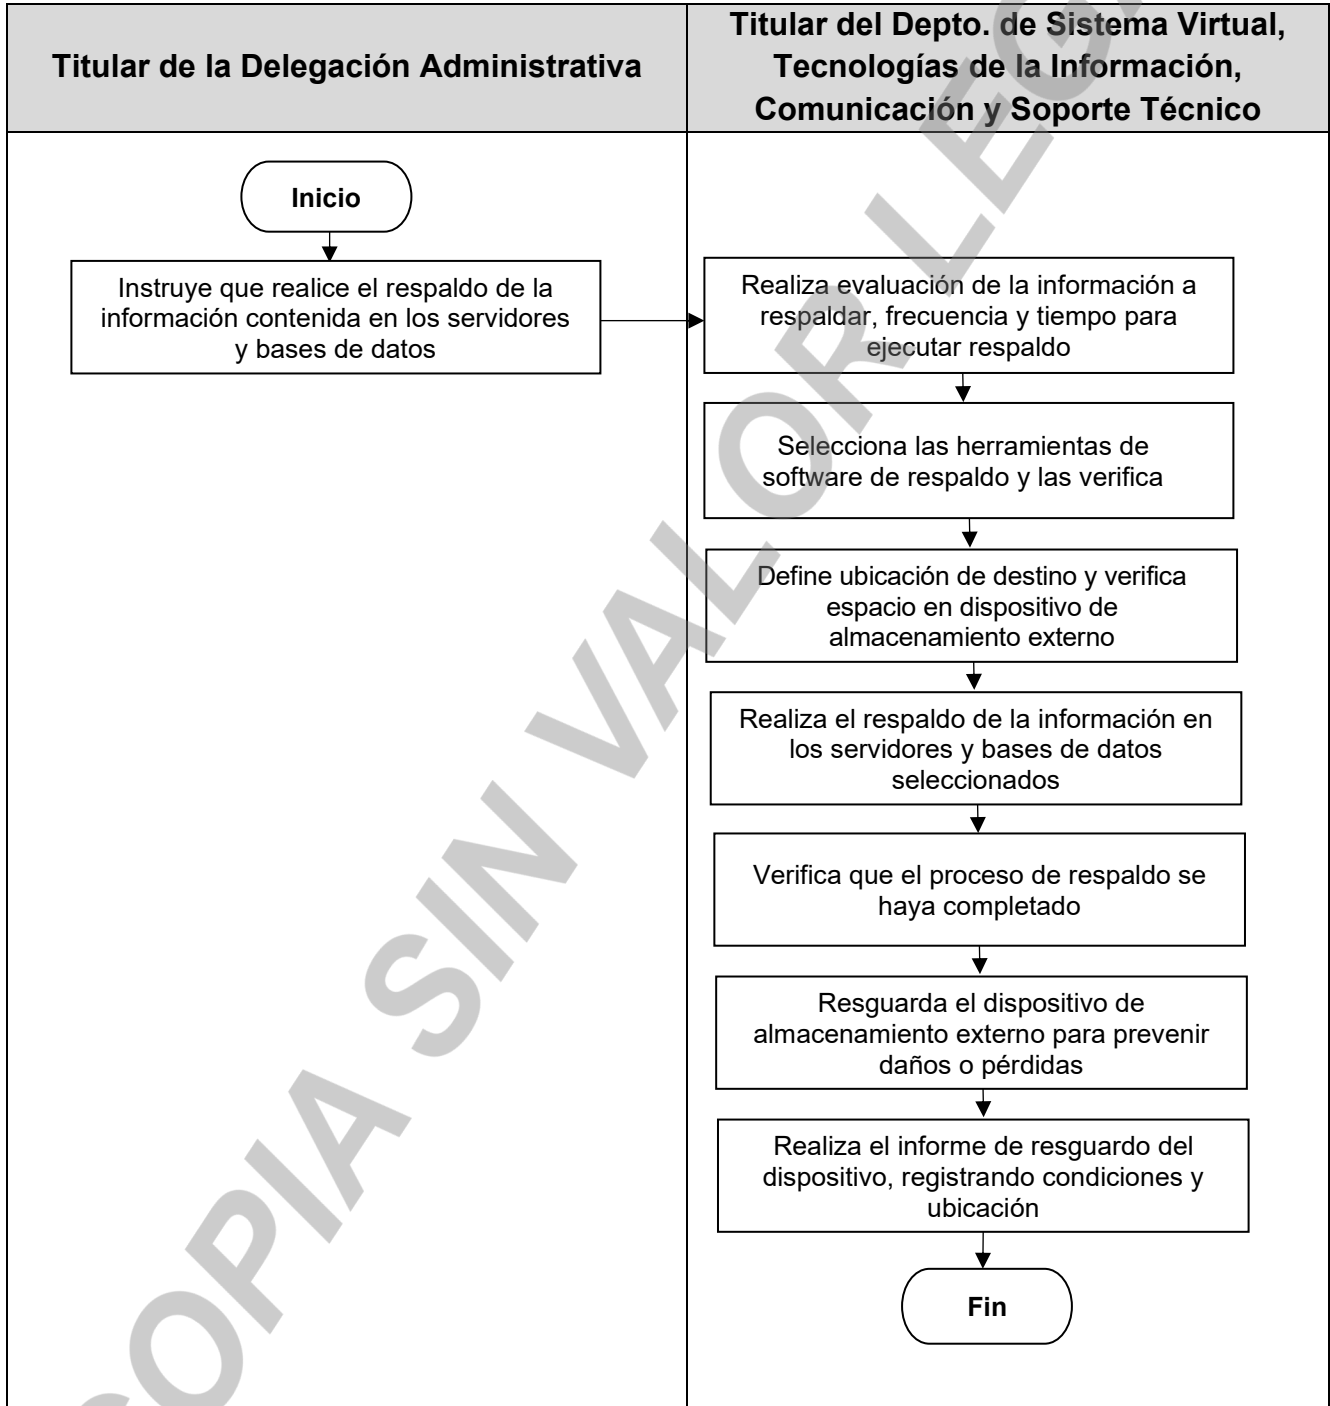 Titular de la Delegación Administrativa
Titular del Depto. de Sistema Virtual,
Tecnologías de la Información,
Comunicación y Soporte Técnico
Inicio
Instruye que realice el respaldo de la
información contenida en los servidores
y bases de datos
Realiza evaluación de la información a
respaldar, frecuencia y tiempo para
ejecutar respaldo
Selecciona las herramientas de
software de respaldo y las verifica
Define ubicación de destino y verifica
espacio en dispositivo de
almacenamiento externo
Realiza el respaldo de la información en
los servidores y bases de datos
seleccionados
Verifica que el proceso de respaldo se
haya completado
Resguarda el dispositivo de
almacenamiento externo para prevenir
daños o pérdidas
Realiza el informe de resguardo del
dispositivo, registrando condiciones y
ubicación
Fin
COPIA SIN VALOR LEGA